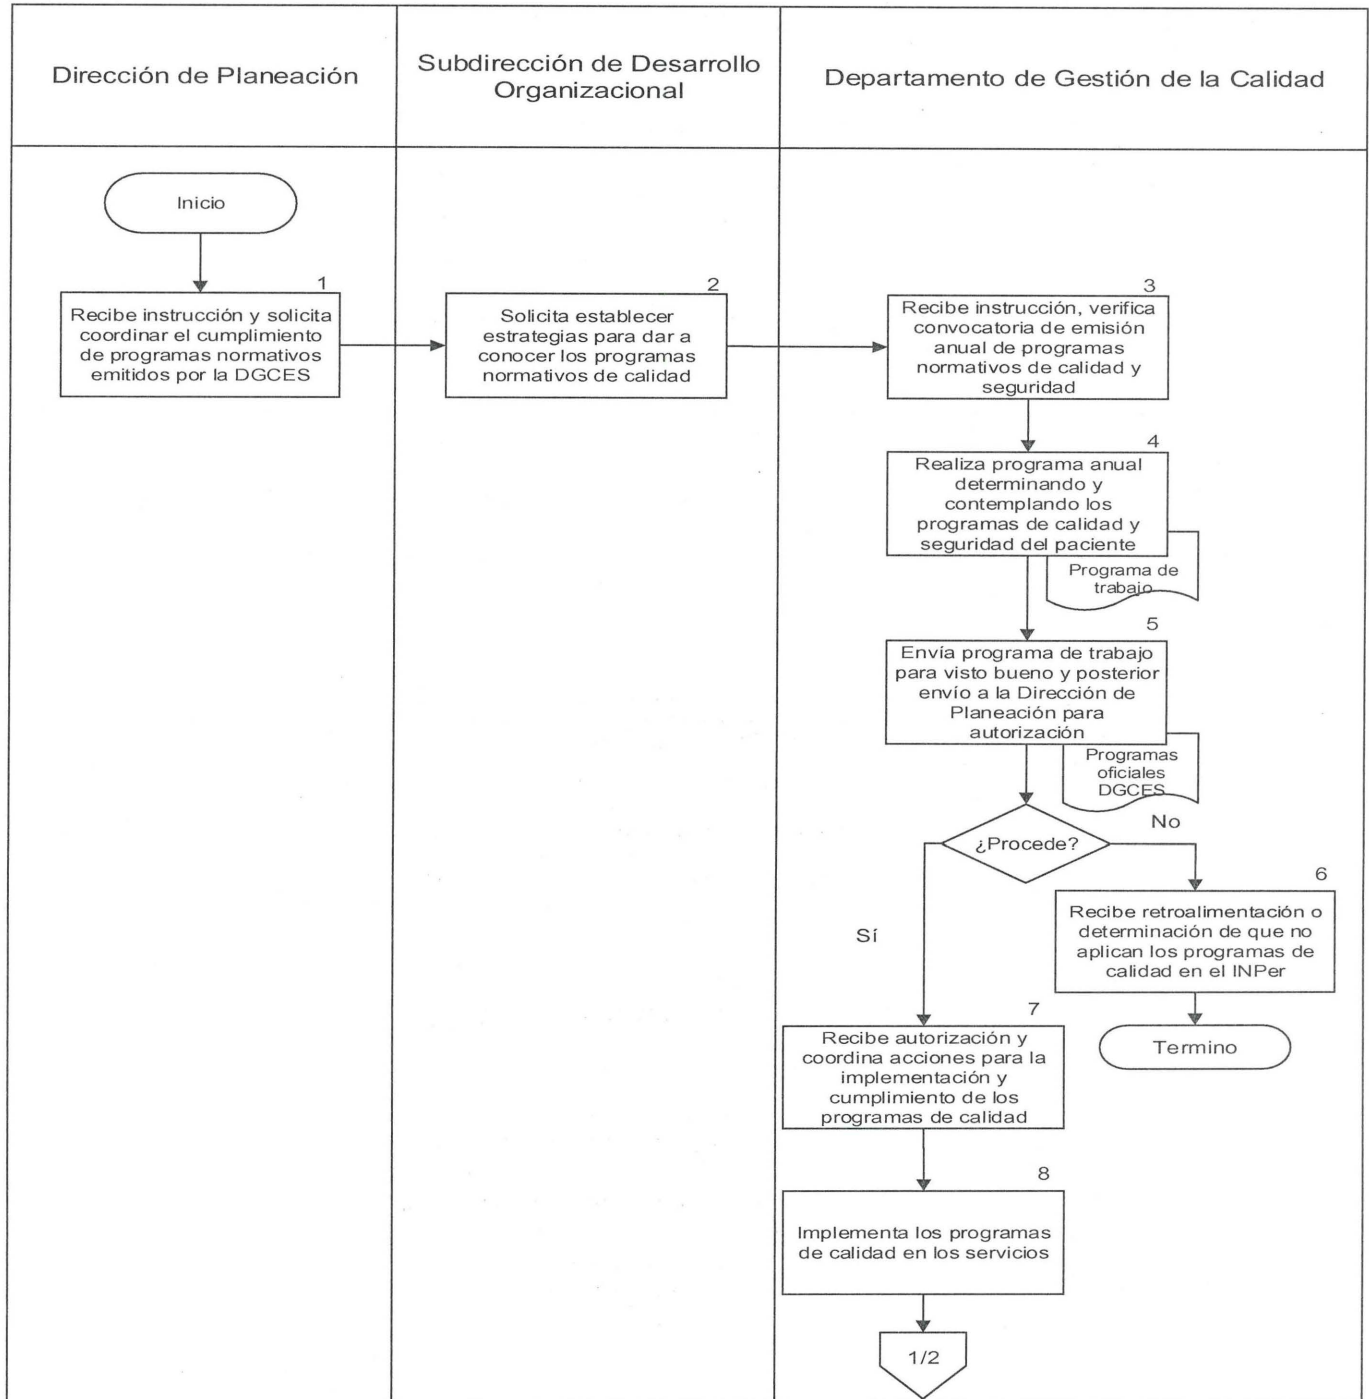 Dirección de Planeación
Subdirección de Desarrollo
Organizacional
Departamento de Gestión de la Calidad
Inicio
1
Recibe instrucción y solicita
coordinar el cumplimiento
de programas normativos
emitidos por la DGCES
2
Solicita establecer
estrategias para dar a
conocer los programas
normativos de calidad
3
Recibe instrucción, verifica
convocatoria de emisión
anual de programas
normativos de calidad y
seguridad
4
Realiza programa anual
determinando y
contemplando los
programas de calidad y
seguridad del paciente
Programa de
trabajo
5
Envía programa de trabajo
para visto bueno y posterior
envío a la Dirección de
Planeación para
autorización
Programas
oficiales
DGCES
¿Procede?
No
Sí
6
Recibe retroalimentación o
determinación de que no
aplican los programas de
calidad en el INPer
Termino
7
Recibe autorización y
coordina acciones para la
implementación y
cumplimiento de los
programas de calidad
8
Implementa los programas
de calidad en los servicios
1/2